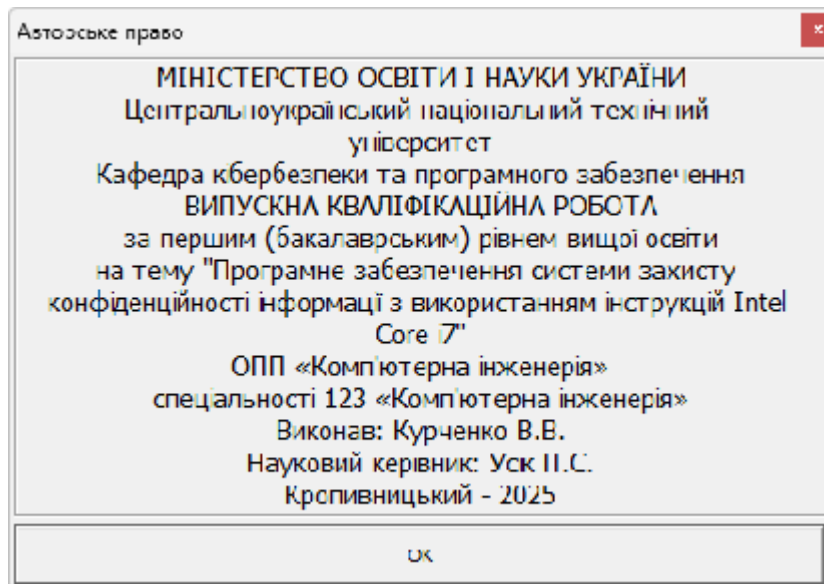 Авторське право
МІНІСТЕРСТВО ОСВІТИ І НАУКИ УКРАЇНИ
Центральноукраїнський національний технічний
університет
Кафедра кібербезпеки та програмного забезпечення
ВИПУСКНА КВАЛІФІКАЦІЙНА РОБОТА
за першим (бакалаврським) рівнем вищої освіти
на тему "Програмне забезпечення системи захисту
конфіденційності інформації з використанням інструкцій Intel
Core i7"
ОПП «Комп'ютерна інженерія»
спеціальності 123 «Комп'ютерна інженерія»
Виконав: Курченко В.В.
Науковий керівник: Усік П.С.
Кропивницький - 2025
OK